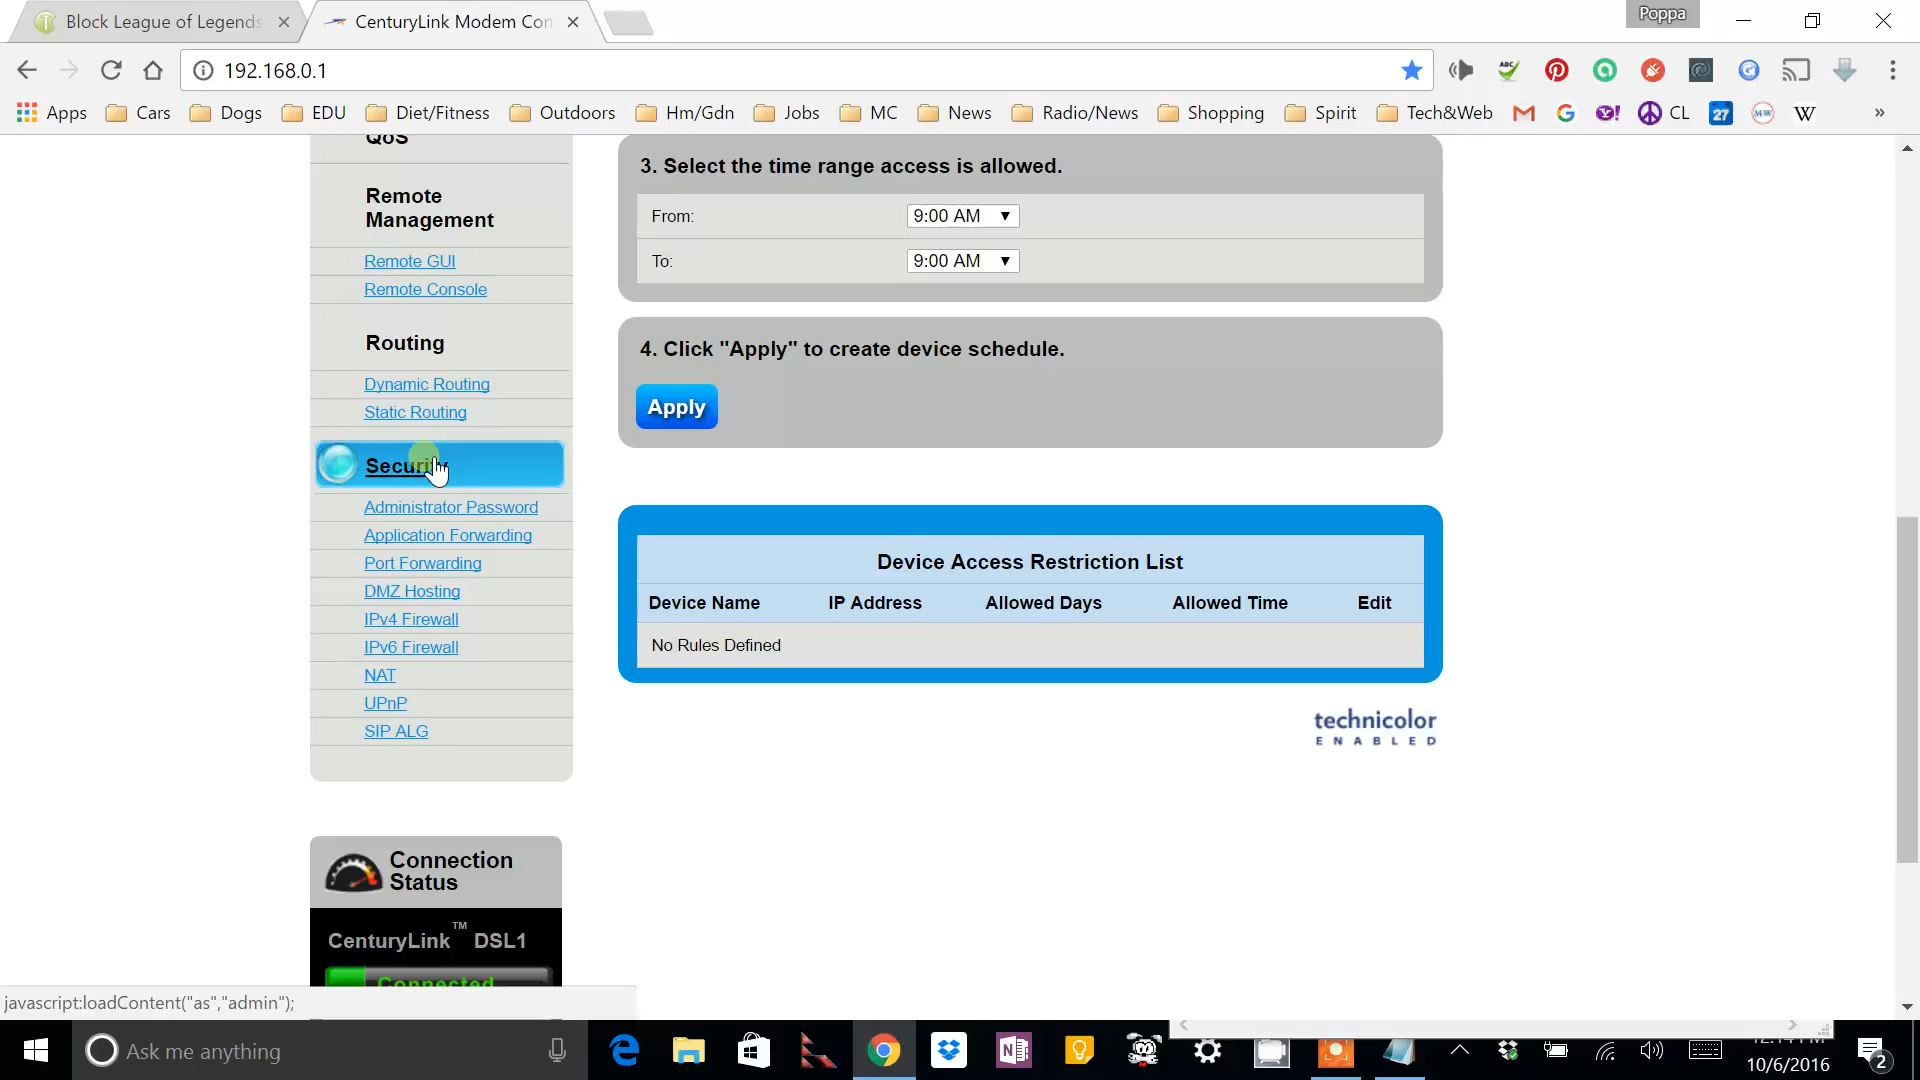 Block League of Legends
CenturyLink Modem Con
Poppa
192.168.0.1
Apps
Cars
Dogs
EDU
Diet/Fitness
Outdoors
Hm/Gdn
Jobs
MC
News
Radio/News
Shopping
Spirit
Tech&Web
CL
27
W
»
QoS
Remote
Management
Remote GUI
Remote Console
Routing
Dynamic Routing
Static Routing
Security
Administrator Password
Application Forwarding
Port Forwarding
DMZ Hosting
IPv4 Firewall
IPv6 Firewall
NAT
UPnP
SIP ALG
3. Select the time range access is allowed.
From: 9:00 AM
To: 9:00 AM
4. Click "Apply" to create device schedule.
Apply
Device Access Restriction List
Device Name IP Address Allowed Days Allowed Time Edit
No Rules Defined
technicolor
ENABLED
Connection
Status
CenturyLink™ DSL1
Connected
javascript:loadContent("as","admin");
Ask me anything
10/6/2016
2